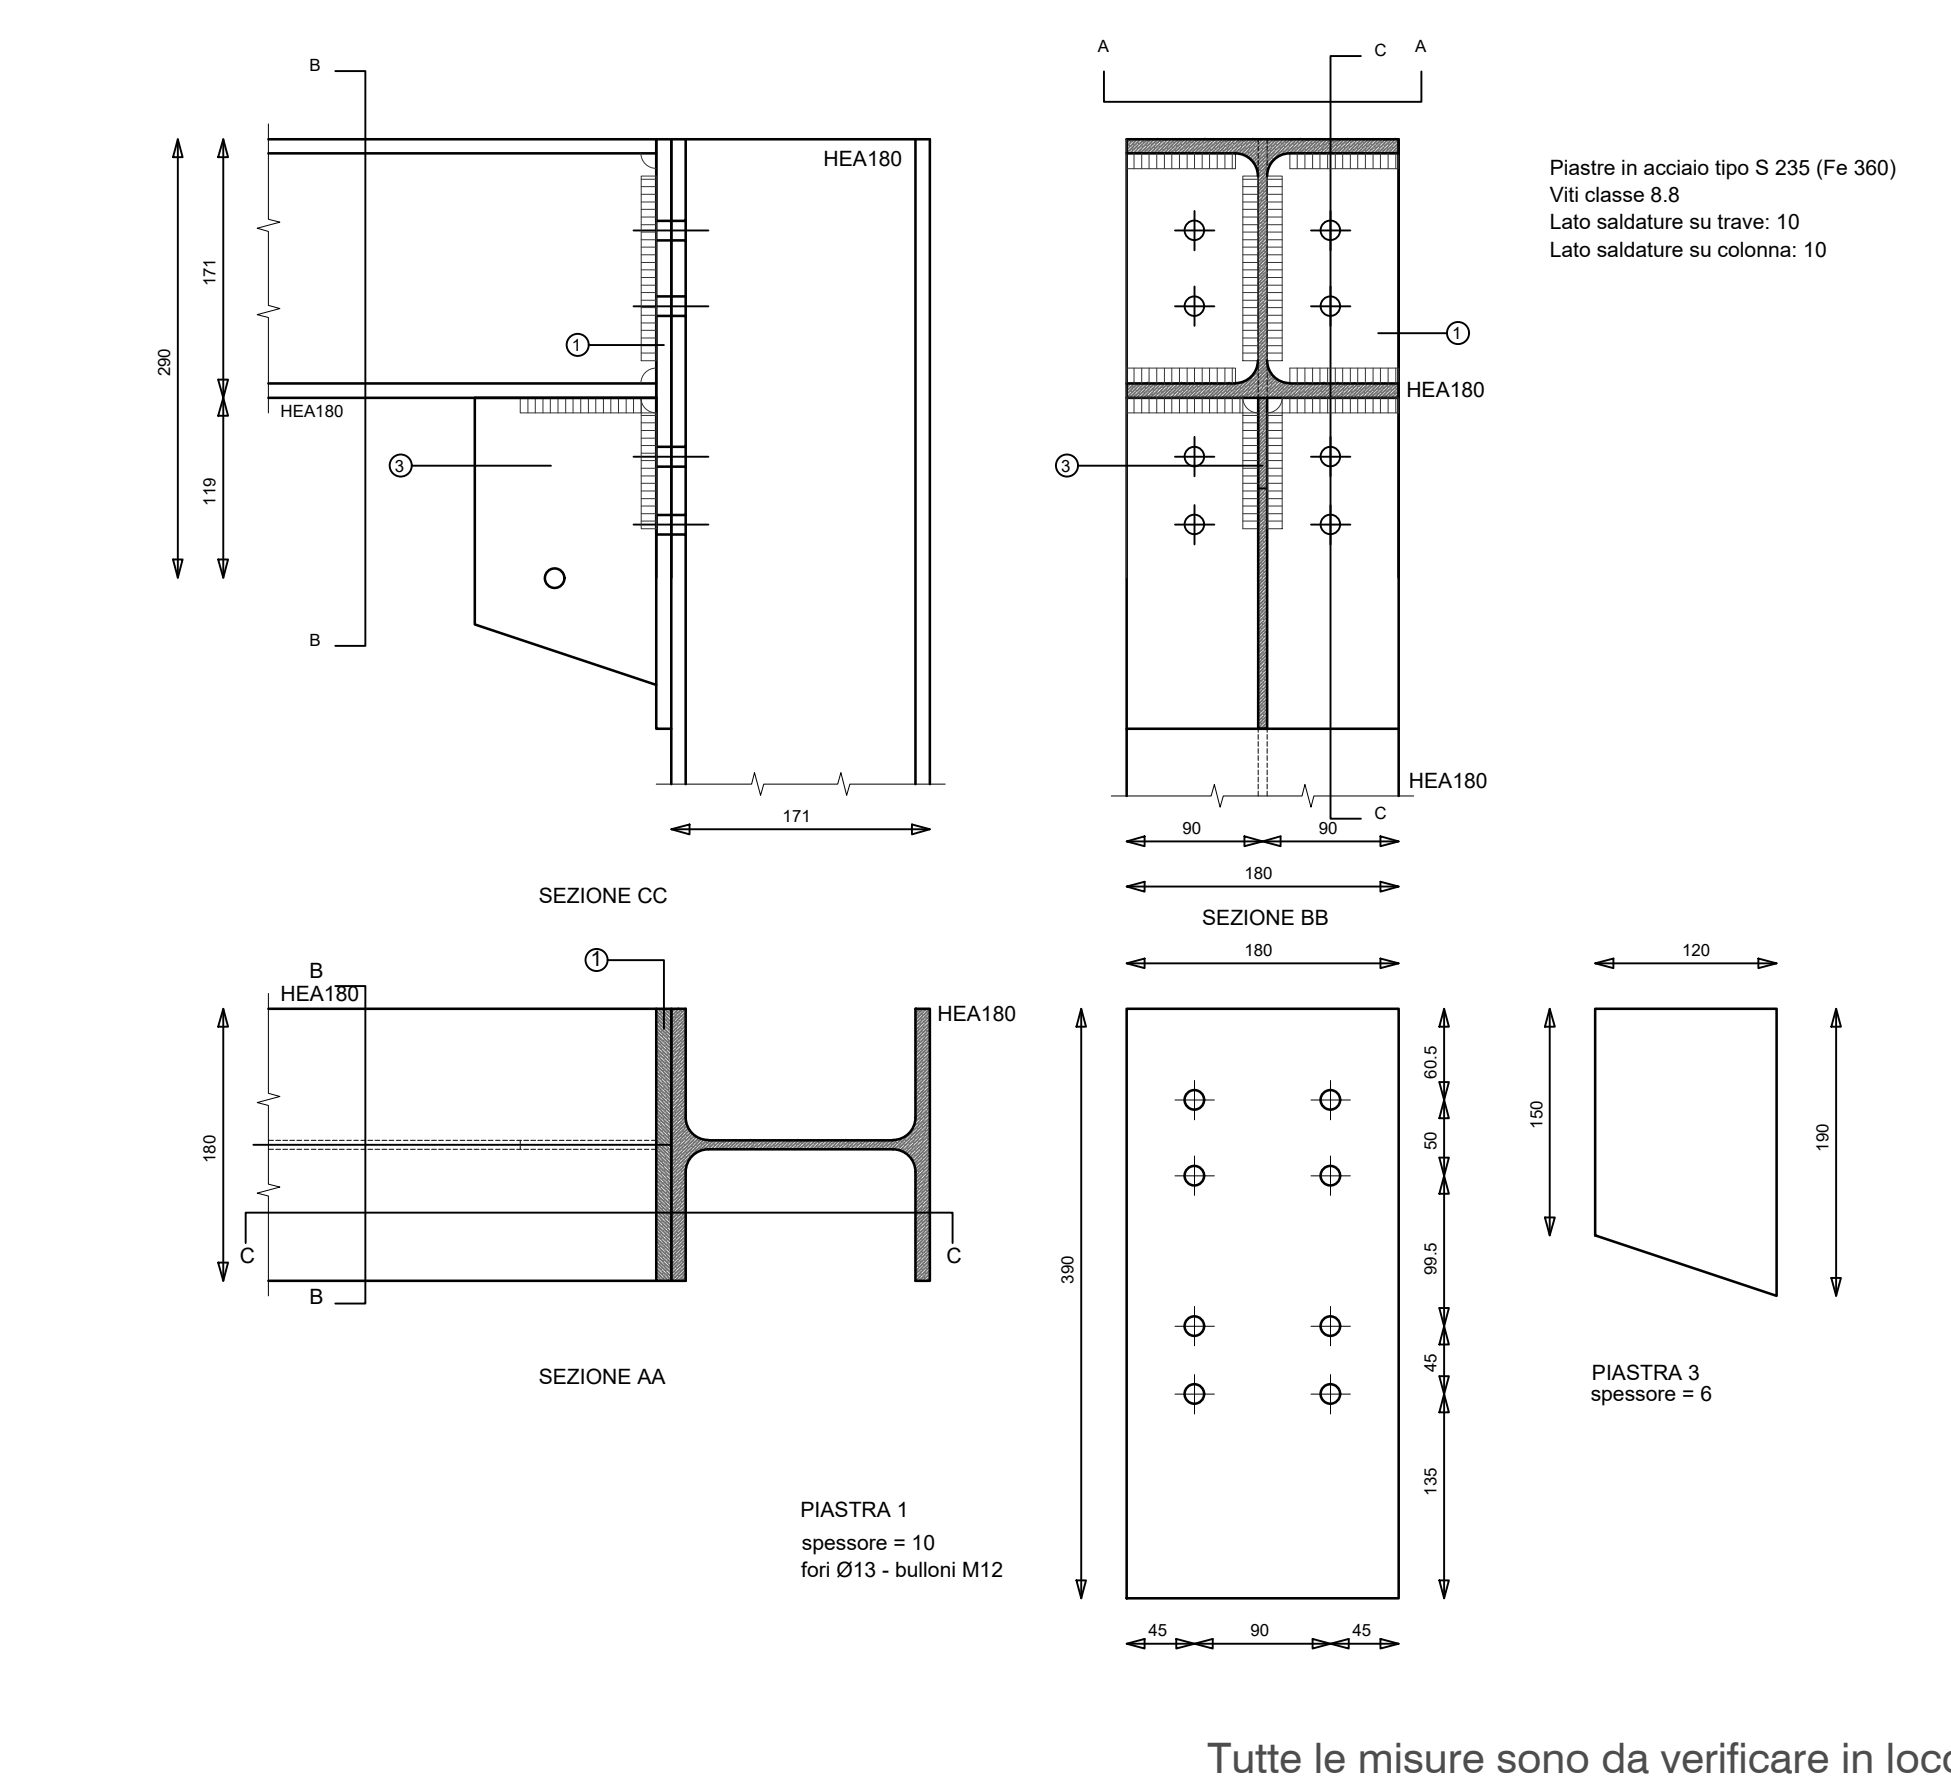 A
C
A
B
HEA180
Piastre in acciaio tipo S 235 (Fe 360)
Viti classe 8.8
Lato saldature su trave: 10
Lato saldature su colonna: 10
171
290
1
1
HEA180
HEA180
3
3
119
B
HEA180
171
C
90
90
180
SEZIONE CC
SEZIONE BB
1
180
120
B
HEA180
HEA180
60.5
150
50
180
190
C
C
99.5
390
B
SEZIONE AA
45
PIASTRA 3
spessore = 6
135
PIASTRA 1
spessore = 10
fori Ø13 - bulloni M12
45
90
45
Tutte le misure sono da verificare in